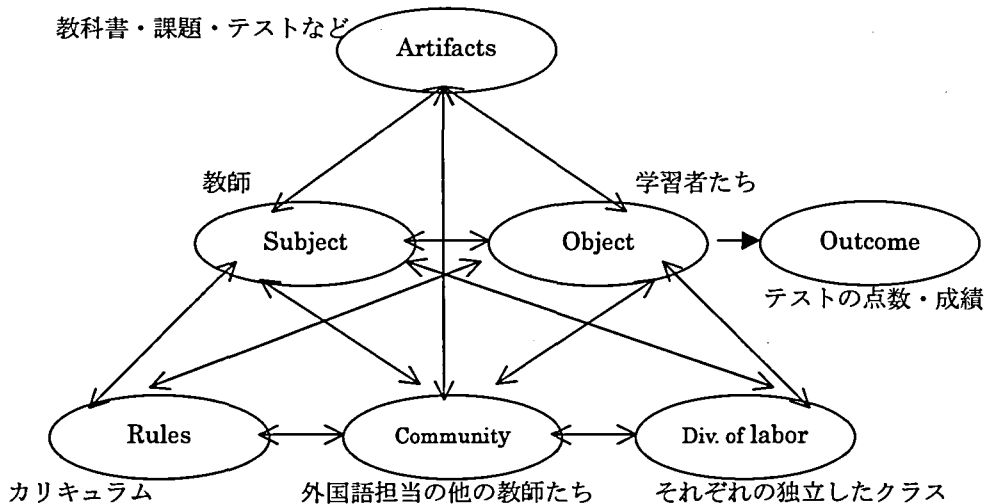 教科書・課題・テストなど
Artifacts
教師
学習者たち
Subject
Object
Outcome
テストの点数・成績
Rules
Community
Div. of labor
カリキュラム
外国語担当の他の教師たち
それぞれの独立したクラス